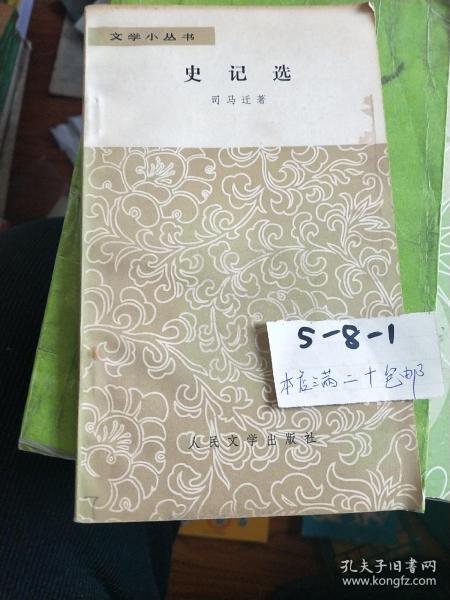 文学小丛书
史记选
司马迁著
5-8-1
本店满二十包邮
人民文学出版社
孔夫子旧书网
www.kongfz.com